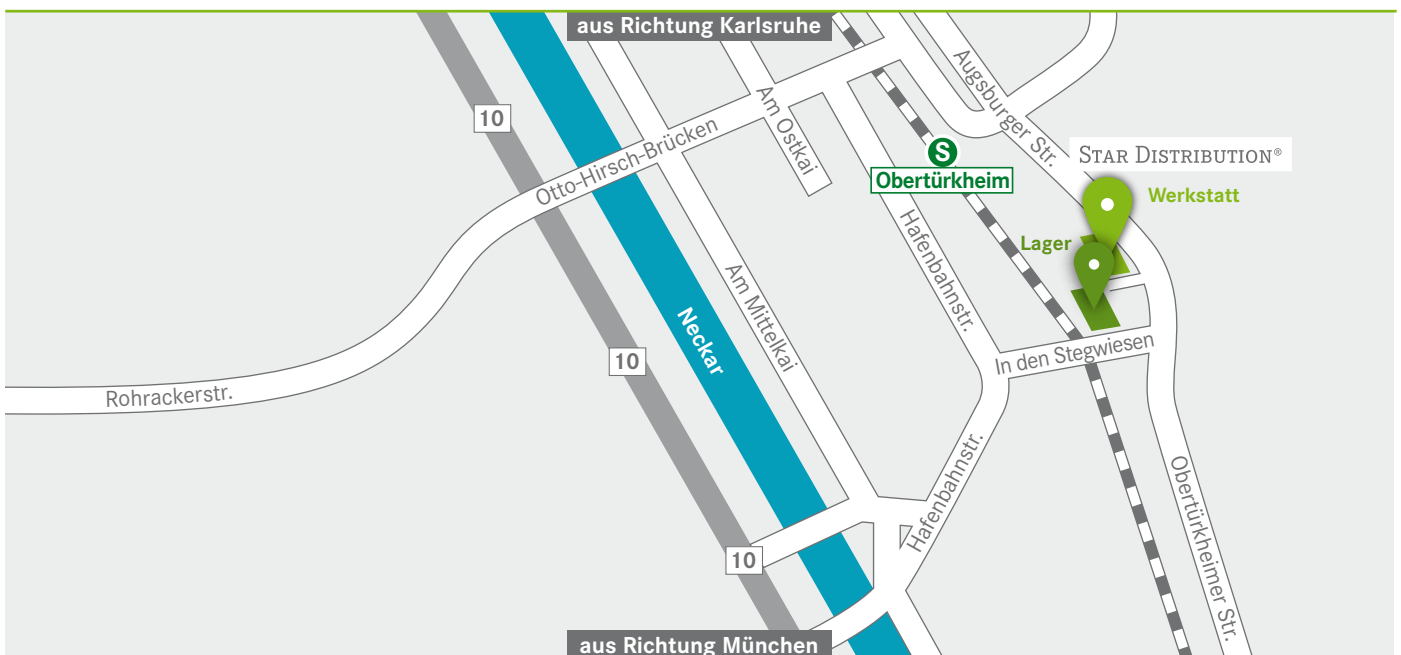 aus Richtung Karlsruhe
10
Otto-Hirsch-Brücken
Am Ostkai
Augsburger Str.
S
Obertürkheim
STAR DISTRIBUTION®
Werkstatt
Lager
Hafenbahnstr.
Am Mittelkai
Neckar
10
In den Stegwiesen
Rohrackerstr.
Hafenbahnstr.
Obertürkheimer Str.
10
aus Richtung München